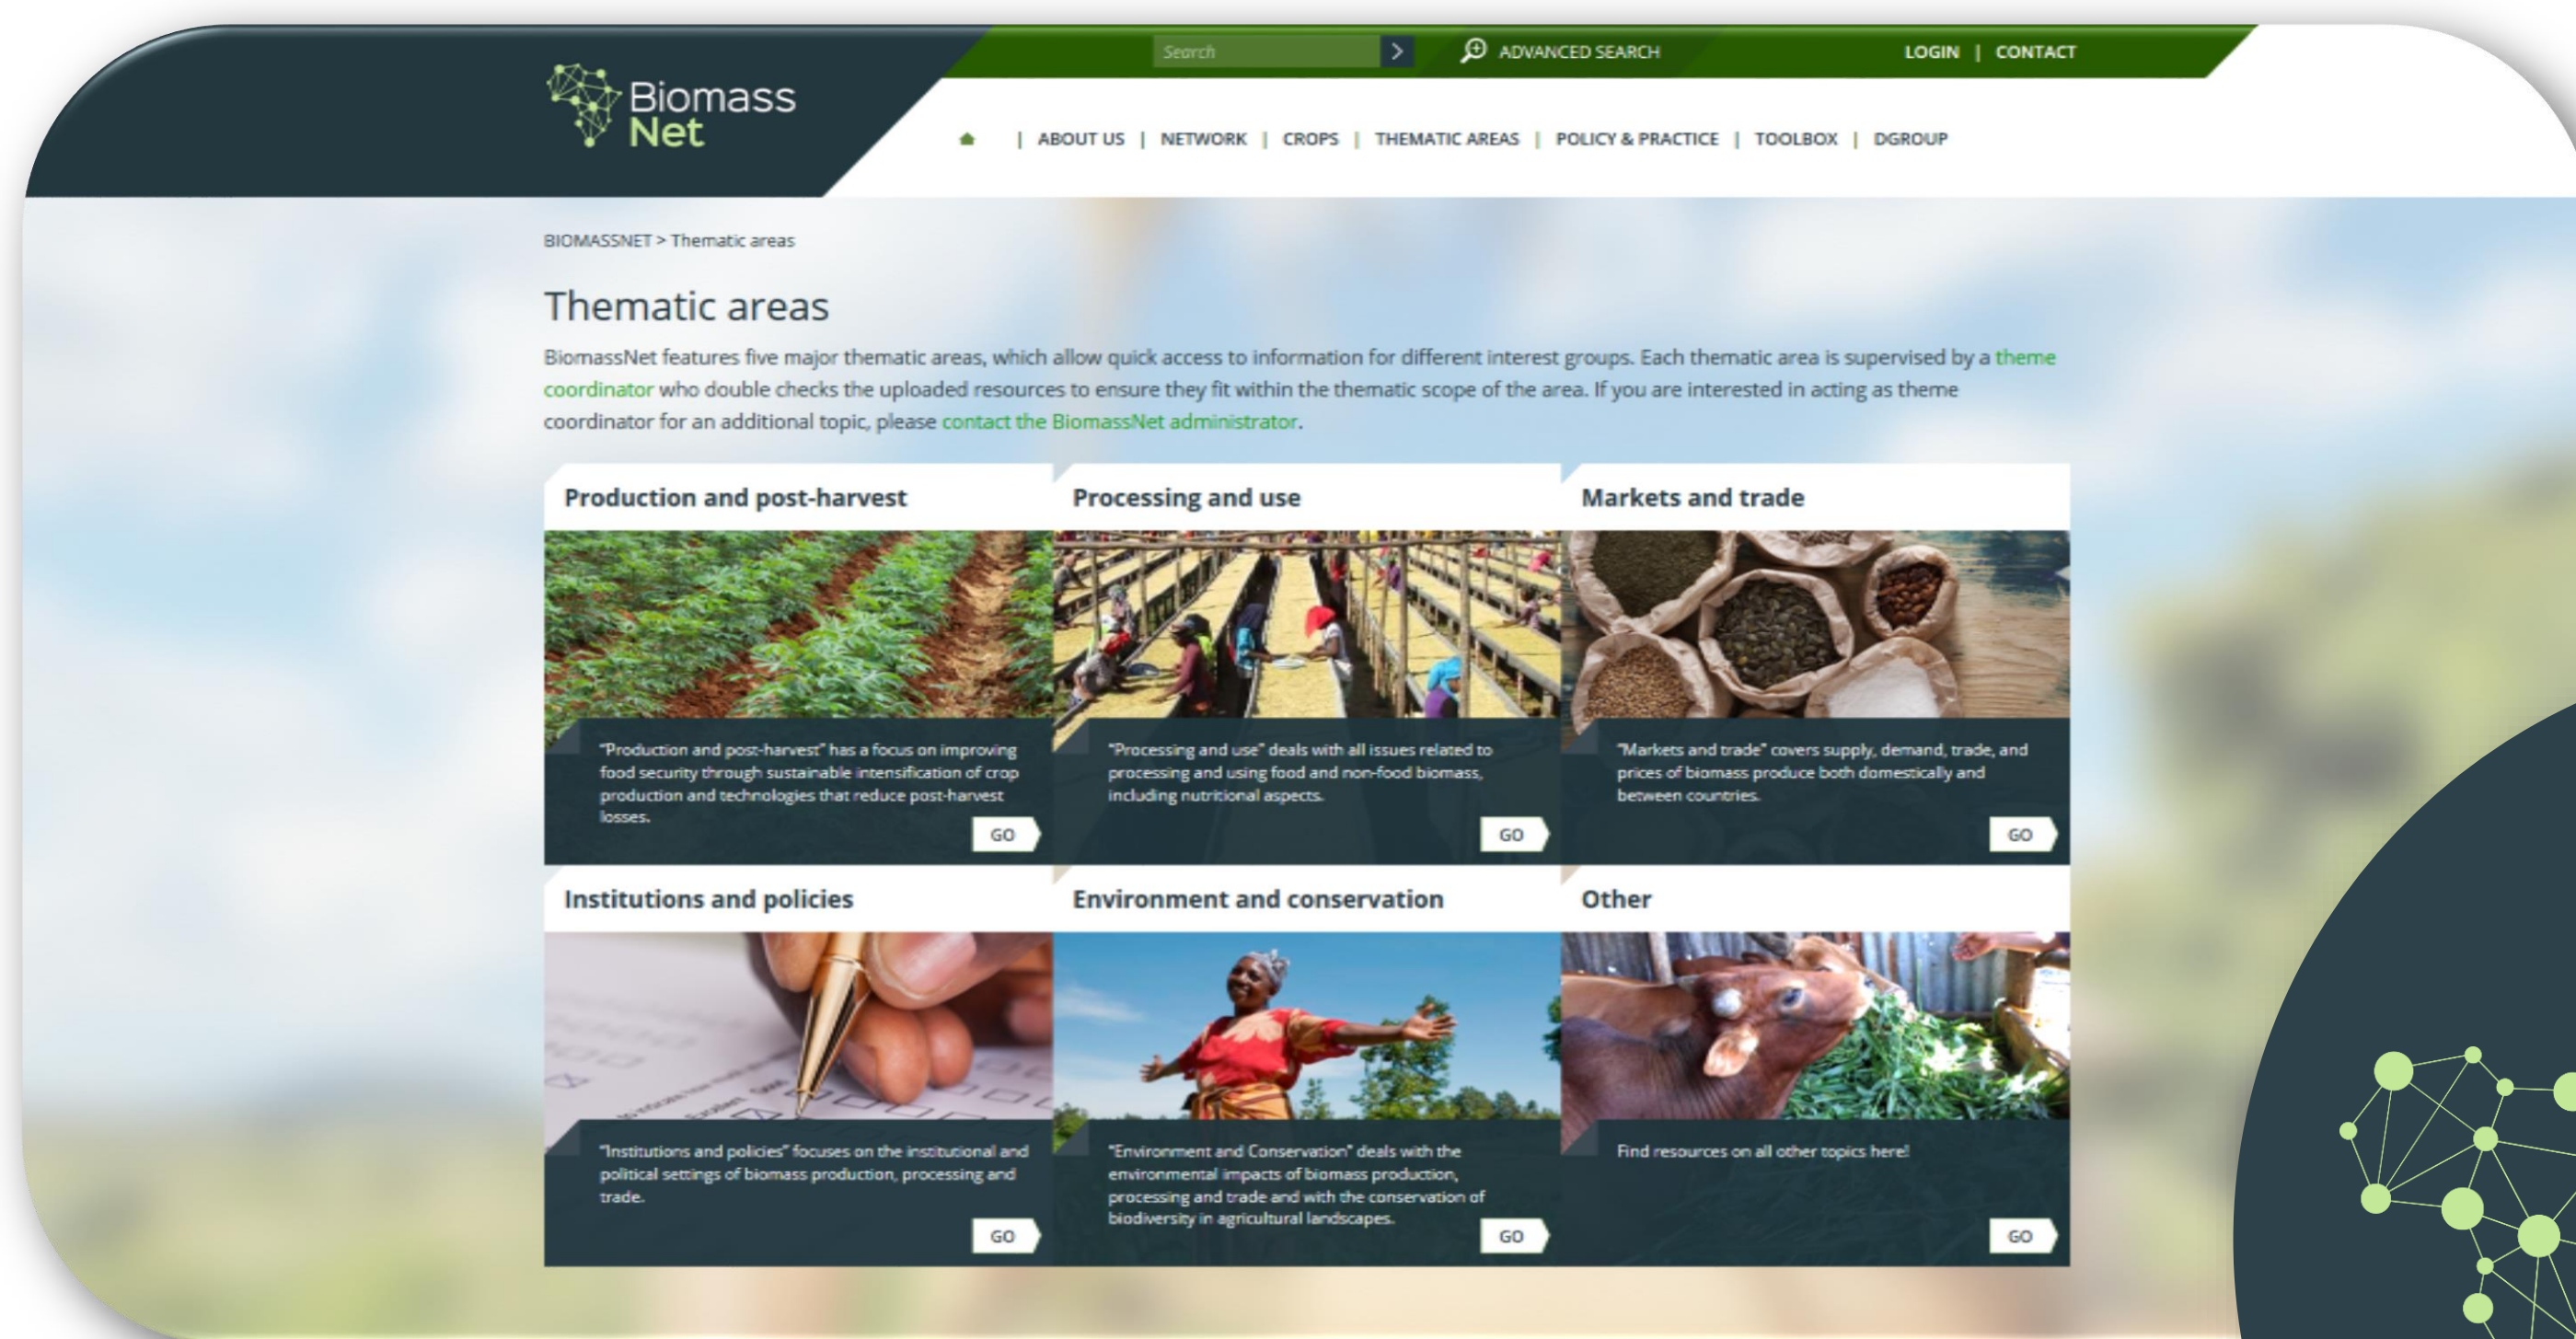 Search
>
ADVANCED SEARCH
LOGIN | CONTACT
Biomass
Net
| ABOUT US | NETWORK | CROPS | THEMATIC AREAS | POLICY & PRACTICE | TOOLBOX | DGROUP
BIOMASSNET > Thematic areas
Thematic areas
BiomassNet features five major thematic areas, which allow quick access to information for different interest groups. Each thematic area is supervised by a theme
coordinator who double checks the uploaded resources to ensure they fit within the thematic scope of the area. If you are interested in acting as theme
coordinator for an additional topic, please contact the BiomassNet administrator.
Production and post-harvest
"Production and post-harvest" has a focus on improving
food security through sustainable intensification of crop
production and technologies that reduce post-harvest
losses.
GO
Processing and use
"Processing and use" deals with all issues related to
processing and using food and non-food biomass,
including nutritional aspects.
GO
Markets and trade
"Markets and trade" covers supply, demand, trade, and
prices of biomass produce both domestically and
between countries.
GO
Institutions and policies
"Institutions and policies" focuses on the institutional and
political settings of biomass production, processing and
trade.
GO
Environment and conservation
"Environment and Conservation" deals with the
environmental impacts of biomass production,
processing and trade and with the conservation of
biodiversity in agricultural landscapes.
GO
Other
Find resources on all other topics here!
GO